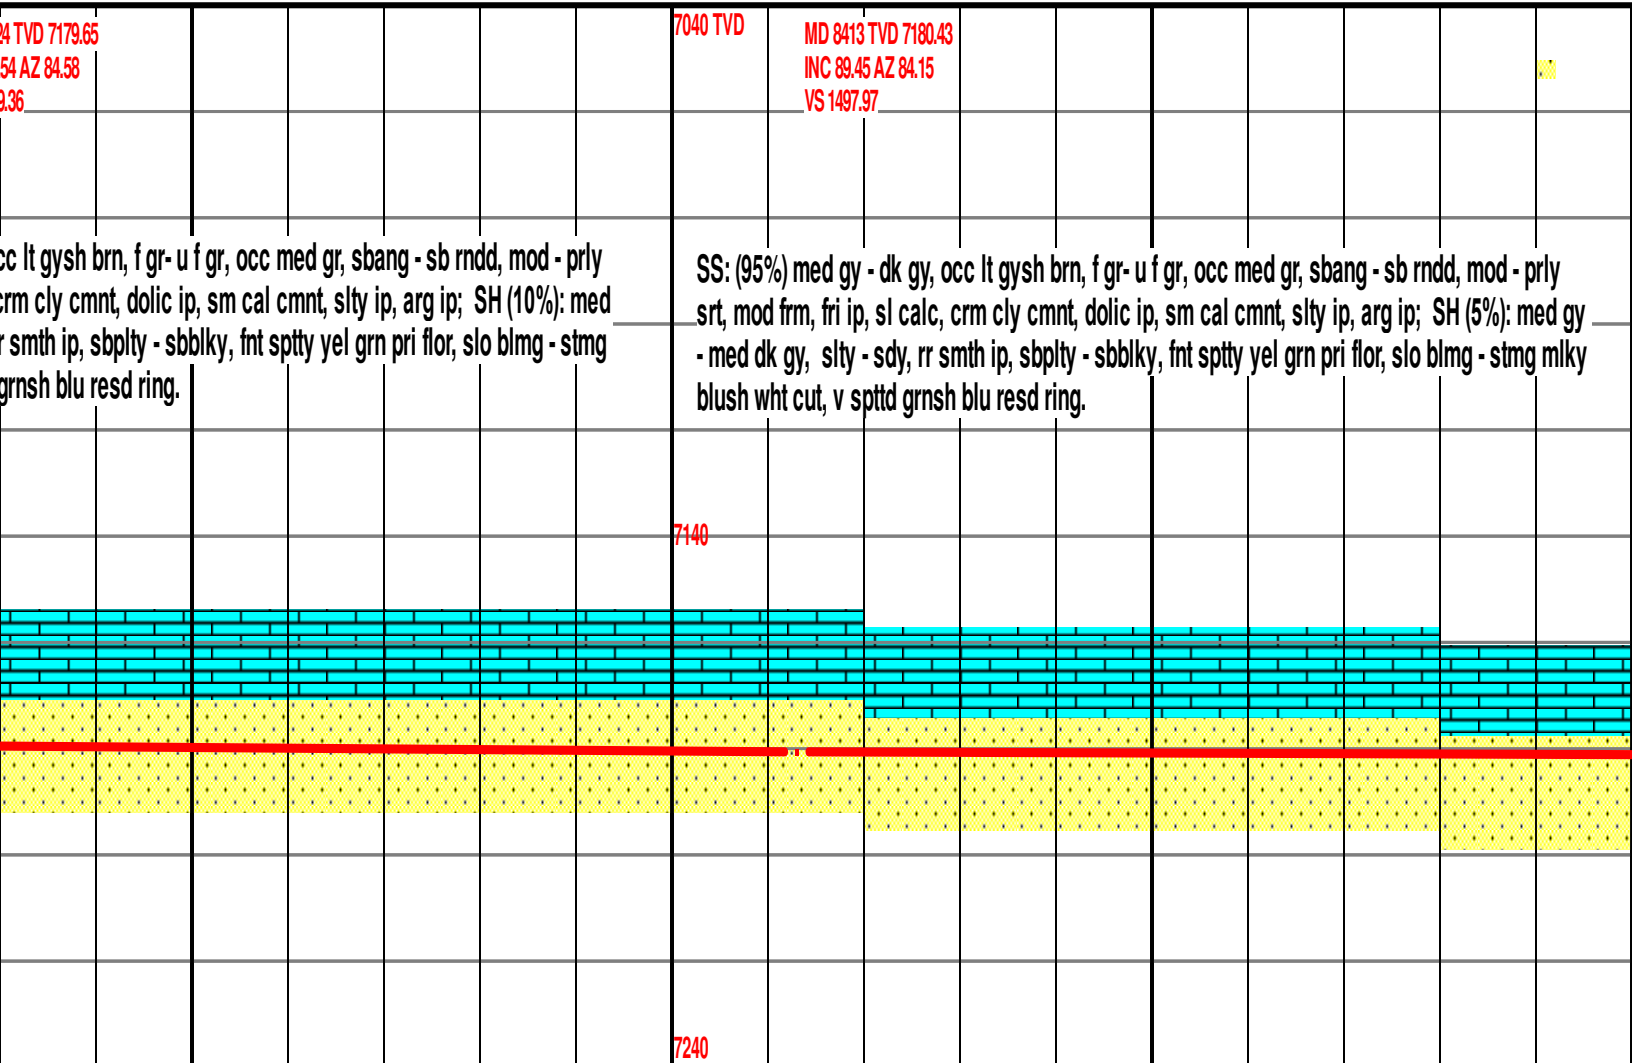 24 TVD 7179.65
54 AZ 84.58
9.36
7040 TVD
MD 8413 TVD 7180.43
INC 89.45 AZ 84.15
VS 1497.97
cc lt gysh brn, f gr- u f gr, occ med gr, sbang - sb rndd, mod - prly
crm cly cmnt, dolic ip, sm cal cmnt, slty ip, arg ip;  SH (10%): med
r smth ip, sbplty - sbblky, fnt sptty yel grn pri flor, slo blmg - stmg
grnsh blu resd ring.
SS: (95%) med gy - dk gy, occ lt gysh brn, f gr- u f gr, occ med gr, sbang - sb rndd, mod - prly
srt, mod frm, fri ip, sl calc, crm cly cmnt, dolic ip, sm cal cmnt, slty ip, arg ip;  SH (5%): med gy
- med dk gy,  slty - sdy, rr smth ip, sbplty - sbblky, fnt sptty yel grn pri flor, slo blmg - stmg mlky
blush wht cut, v spttd grnsh blu resd ring.
7140
7240